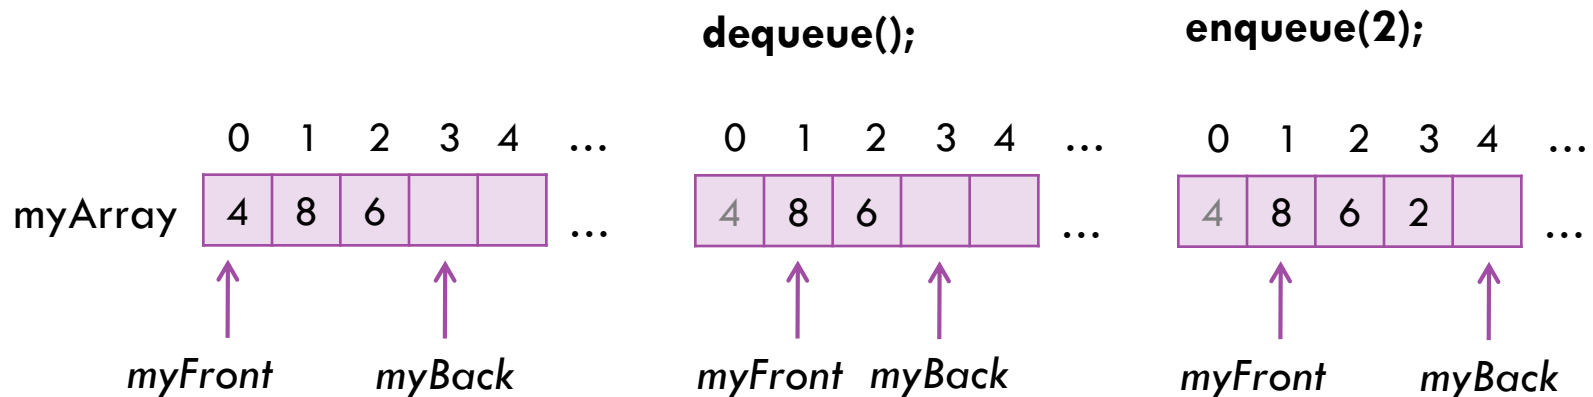 dequeue(); enqueue(2);
0 1 2 3 4 ... 0 1 2 3 4 ... 0 1 2 3 4 ...
myArray 4 8 6 ... 4 8 6 ... 4 8 6 2 ...
myFront myBack myFront myBack myFront myBack